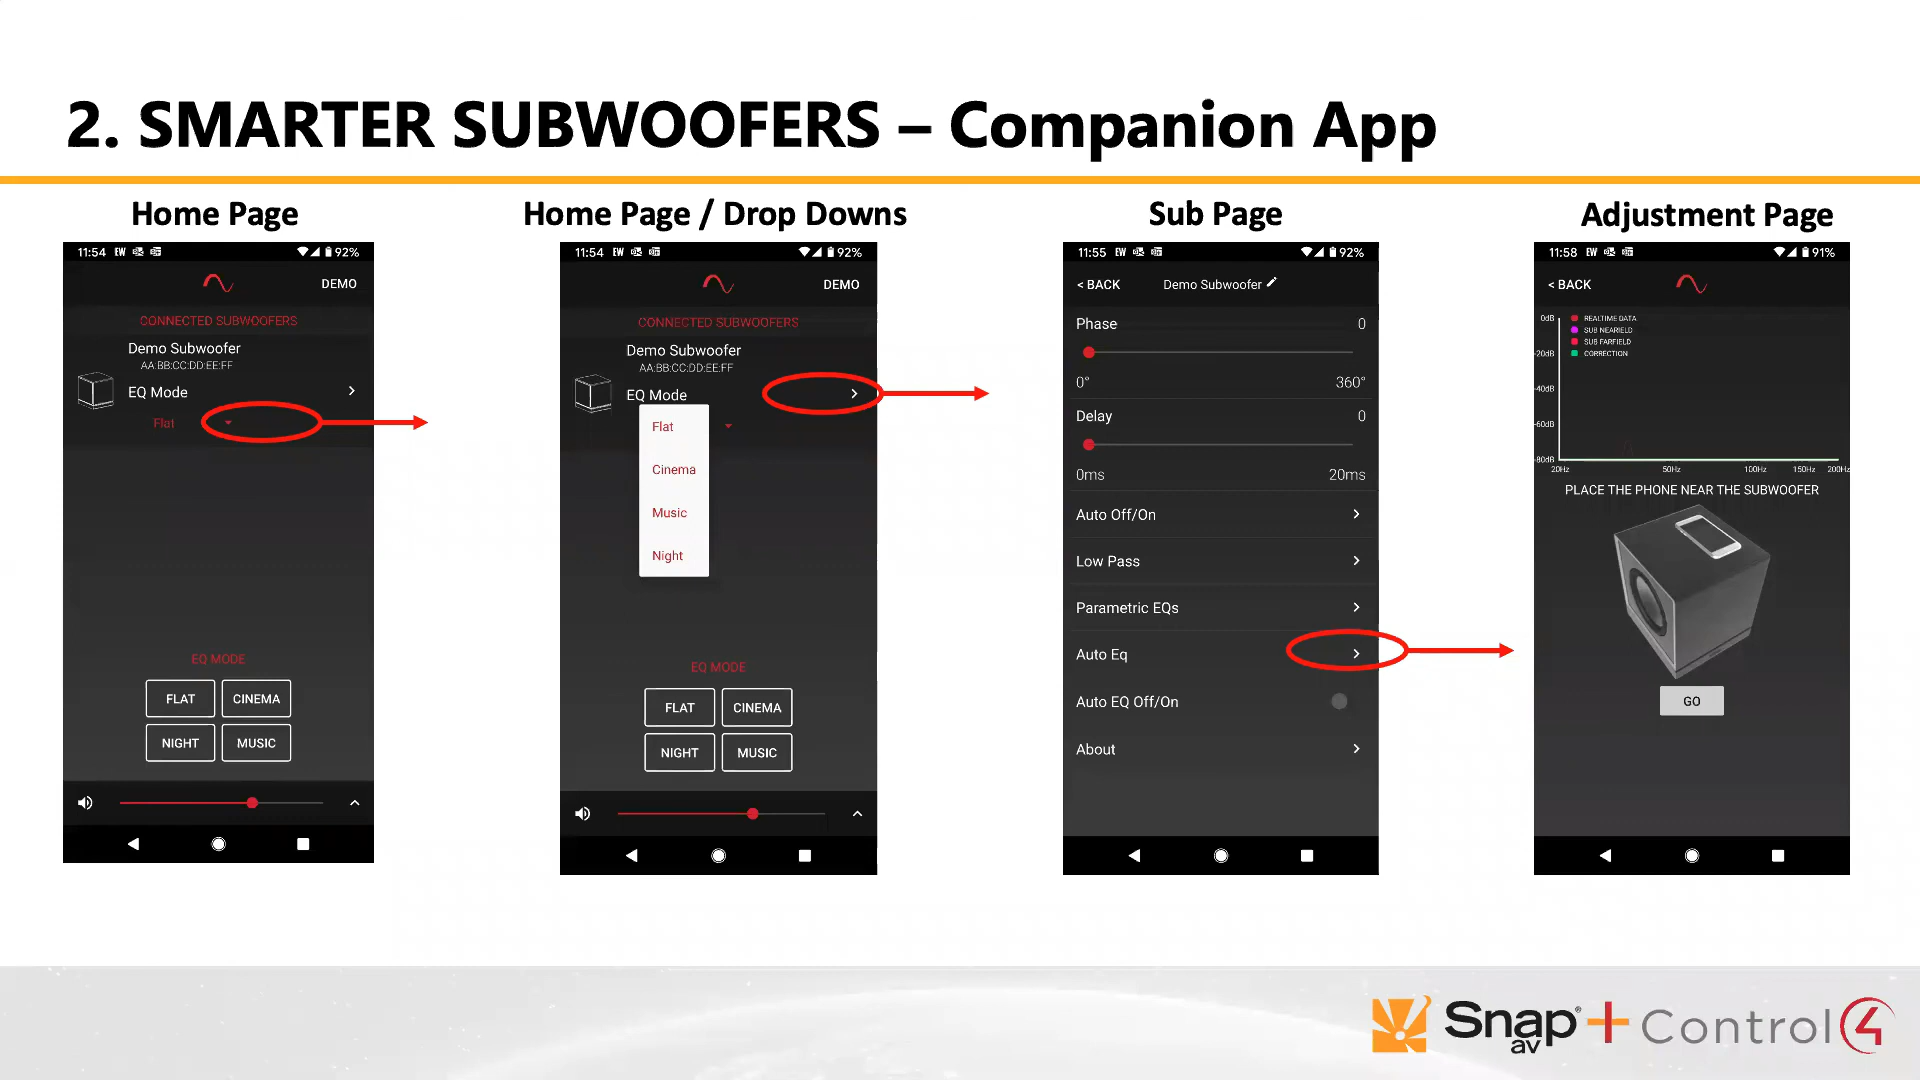 2. SMARTER SUBWOOFERS – Companion App
Home Page
11:54 EW 92%
DEMO
CONNECTED SUBWOOFERS
Demo Subwoofer
AA:BB:CC:DD:EE:FF
EQ Mode
Flat
EQ MODE
FLAT CINEMA
NIGHT MUSIC
Home Page / Drop Downs
11:54 EW 92%
DEMO
CONNECTED SUBWOOFERS
Demo Subwoofer
AA:BB:CC:DD:EE:FF
EQ Mode
Flat
Cinema
Music
Night
EQ MODE
FLAT CINEMA
NIGHT MUSIC
Sub Page
11:55 EW 92%
< BACK Demo Subwoofer
Phase 0
0° 360°
Delay 0
0ms 20ms
Auto Off/On
Low Pass
Parametric EQs
Auto Eq
Auto EQ Off/On
About
Adjustment Page
11:58 EW 91%
< BACK
0dB
-20dB
-40dB
-60dB
-80dB
REALTIME DATA
SUB NEARIELD
SUB FARFIELD
CORRECTION
20Hz 50Hz 100Hz 150Hz 200Hz
PLACE THE PHONE NEAR THE SUBWOOFER
GO
Snap av + Control4